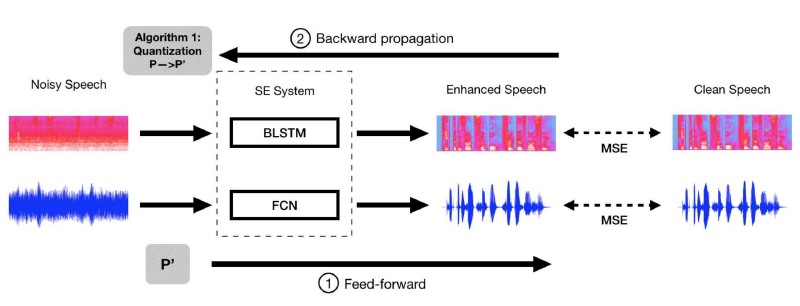 Algorithm 1:
Quantization
P—>P’
② Backward propagation
Noisy Speech
SE System
Enhanced Speech
Clean Speech
BLSTM
MSE
FCN
MSE
P’
① Feed-forward